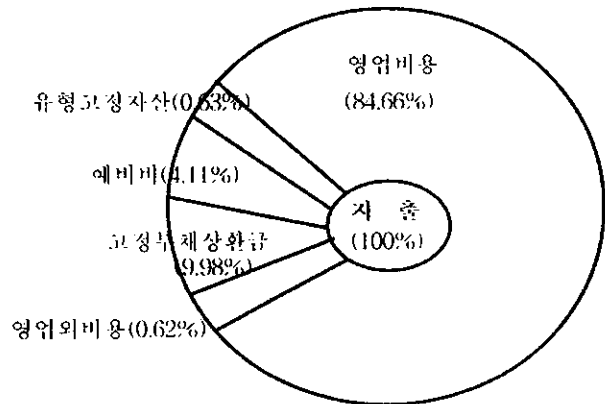 영업비용
(84.66%)
유형고정자산(0.63%)
예비비(4.11%)
지 출
(100%)
고정부채상환금
(9.98%)
영업외비용(0.62%)